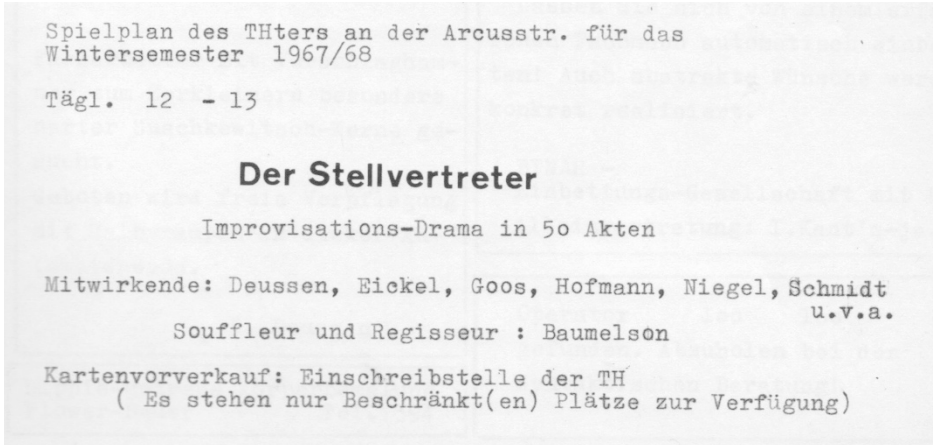 Spielplan des THters an der Arcusstr. für das
Wintersemester 1967/68
Tägl. 12 - 13
Der Stellvertreter
Improvisations-Drama in 5o Akten
Mitwirkende: Deussen, Eickel, Goos, Hofmann, Niegel, Schmidt
u.v.a.
Souffleur und Regisseur : Baumelson
Kartenvorverkauf: Einschreibstelle der TH
( Es stehen nur Beschränkt(en) Plätze zur Verfügung)